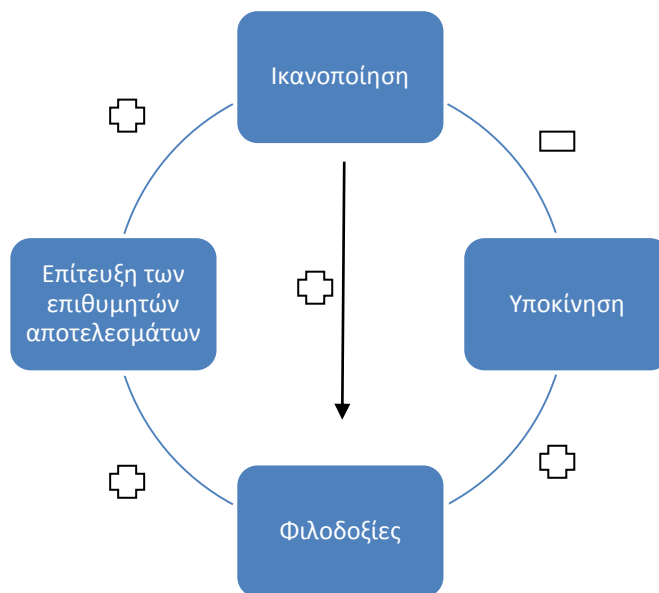 Ικανοποίηση
Επίτευξη των
επιθυμητών
αποτελεσμάτων
Υποκίνηση
Φιλοδοξίες